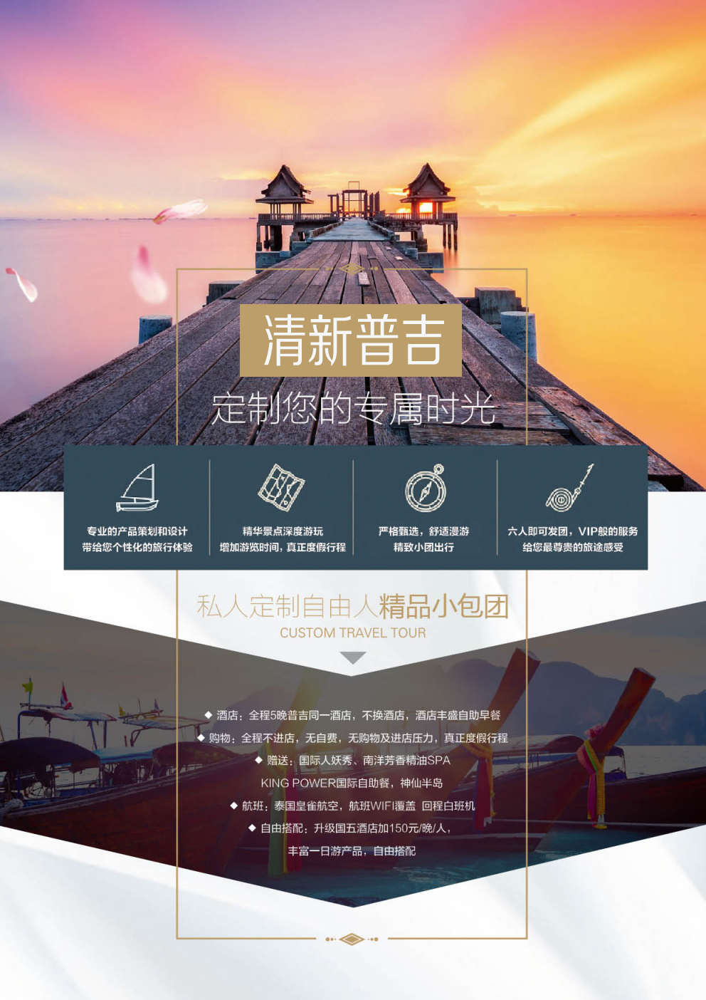 清新普吉
定制您的专属时光
专业的产品策划和设计
带给您个性化的旅行体验
精华景点深度游玩
增加游览时间，真正度假行程
严格甄选，舒适漫游
精致小团出行
六人即可发团，VIP般的服务
给您最尊贵的旅途感受
私人定制自由人精品小包团
CUSTOM TRAVEL TOUR
◆ 酒店：全程5晚普吉同一酒店，不换酒店，酒店丰盛自助早餐
◆ 购物：全程不进店，无自费，无购物及进店压力，真正度假行程
◆ 赠送：国际人妖秀、南洋芳香精油SPA
KING POWER国际自助餐，神仙半岛
◆ 航班：泰国皇雀航空，航班WIFI覆盖 回程白班机
◆ 自由搭配：升级国五酒店加150元/晚/人，
丰富一日游产品，自由搭配